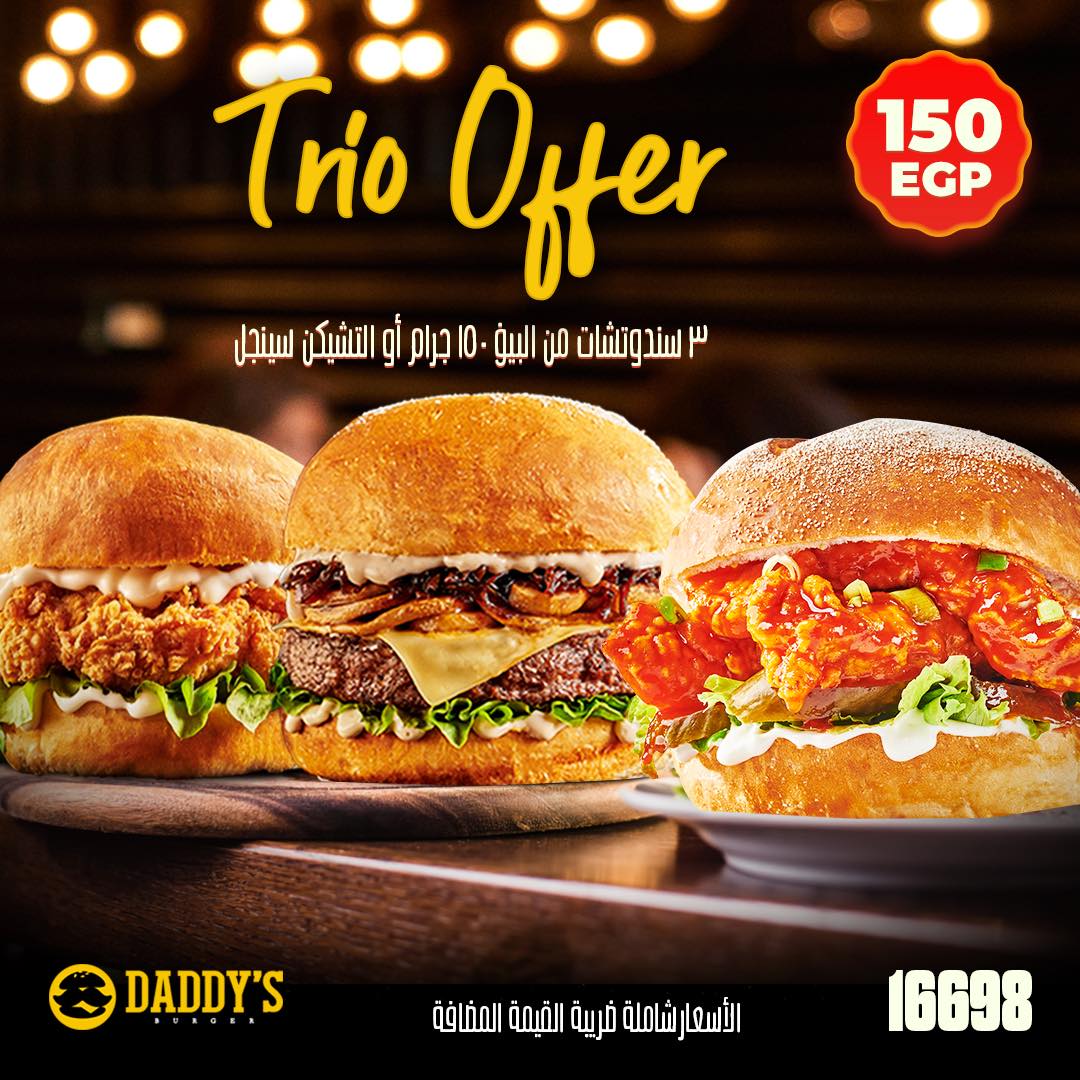 Trio Offer
150
EGP
٣ سندوتشات من البيف ١٥٠ جرام أو التشيكن سينجل
DADDY'S
BURGER
الأسعار شاملة ضريبة القيمة المضافة
16698